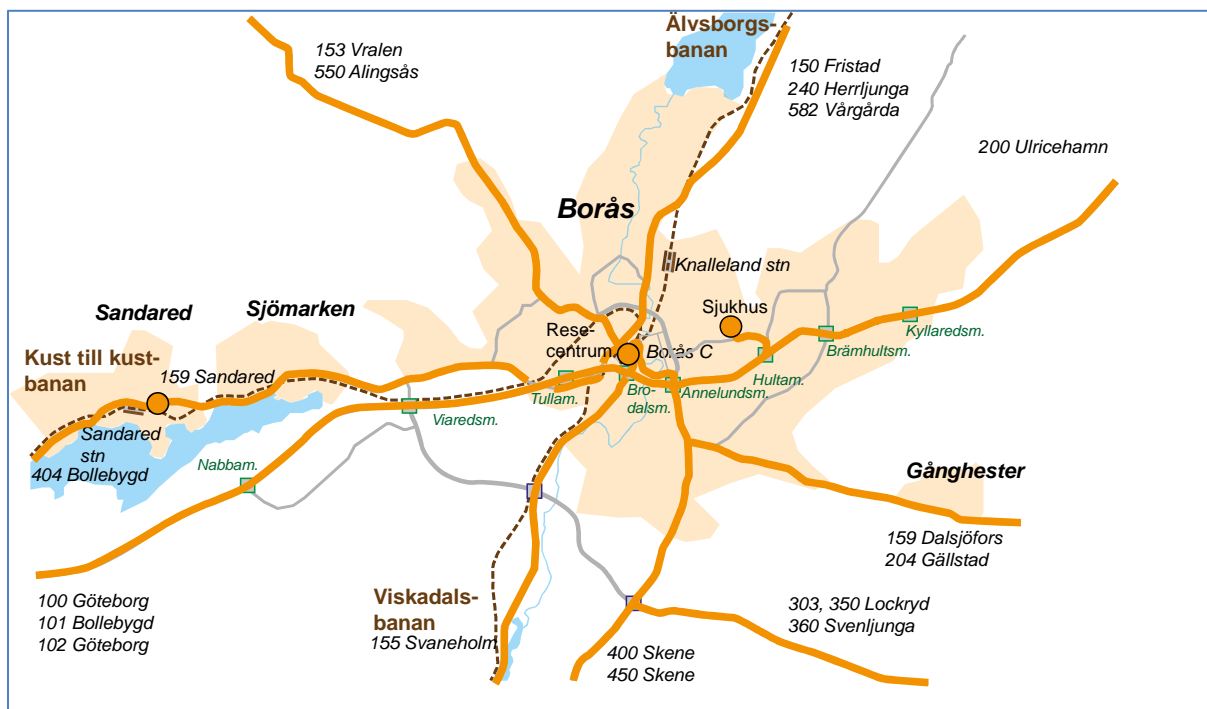 Älvsborgs-
banan
153 Vralen
550 Alingsås
150 Fristad
240 Herrljunga
582 Vårgårda
200 Ulricehamn
Borås
Knalleland stn
Sandared
Sjömarken
Sjukhus
Rese-
centrum.
Borås C
Kyllaredsm.
Brämhultsm.
Kust till kust-
banan
159 Sandared
Hultam.
Tullam.
Bro-
dalsm.
Annelundsm.
Viaredsm.
Sandared
stn
404 Bollebygd
Nabbam.
Gånghester
159 Dalsjöfors
204 Gällstad
100 Göteborg
101 Bollebygd
102 Göteborg
Viskadals-
banan
155 Svaneholm
303, 350 Lockryd
360 Svenljunga
400 Skene
450 Skene